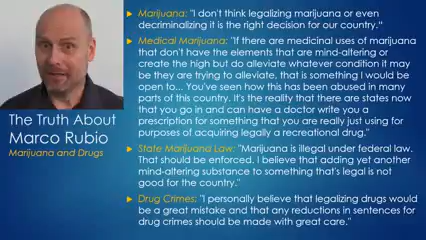 Marijuana: "I don't think legalizing marijuana or even
decriminalizing it is the right decision for our country."
Medical Marijuana: "If there are medicinal uses of marijuana
that don't have the elements that are mind-altering or
create the high but do alleviate whatever condition it may
be they are trying to alleviate, that is something I would be
open to... You've seen how this has been abused in many
parts of this country. It's the reality that there are states now
that you go in and can have a doctor write you a
prescription for something that you are really just using for
purposes of acquiring legally a recreational drug."
State Marijuana Law: "Marijuana is illegal under federal law.
That should be enforced. I believe that adding yet another
mind-altering substance to something that's legal is not
good for the country."
Drug Crimes: "I personally believe that legalizing drugs would
be a great mistake and that any reductions in sentences for
drug crimes should be made with great care."
The Truth About
Marco Rubio
Marijuana and Drugs